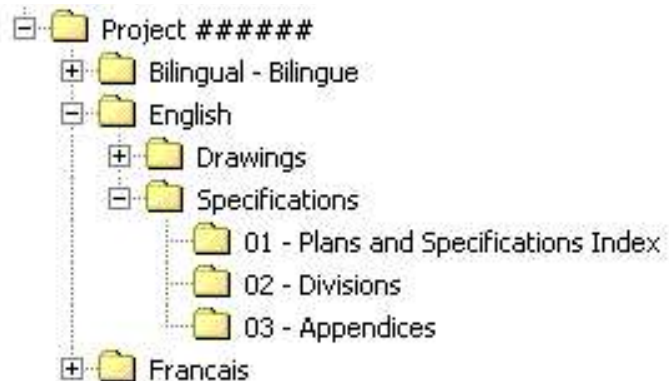 Project ######
Bilingual - Bilingue
English
Drawings
Specifications
01 - Plans and Specifications Index
02 - Divisions
03 - Appendices
Francais